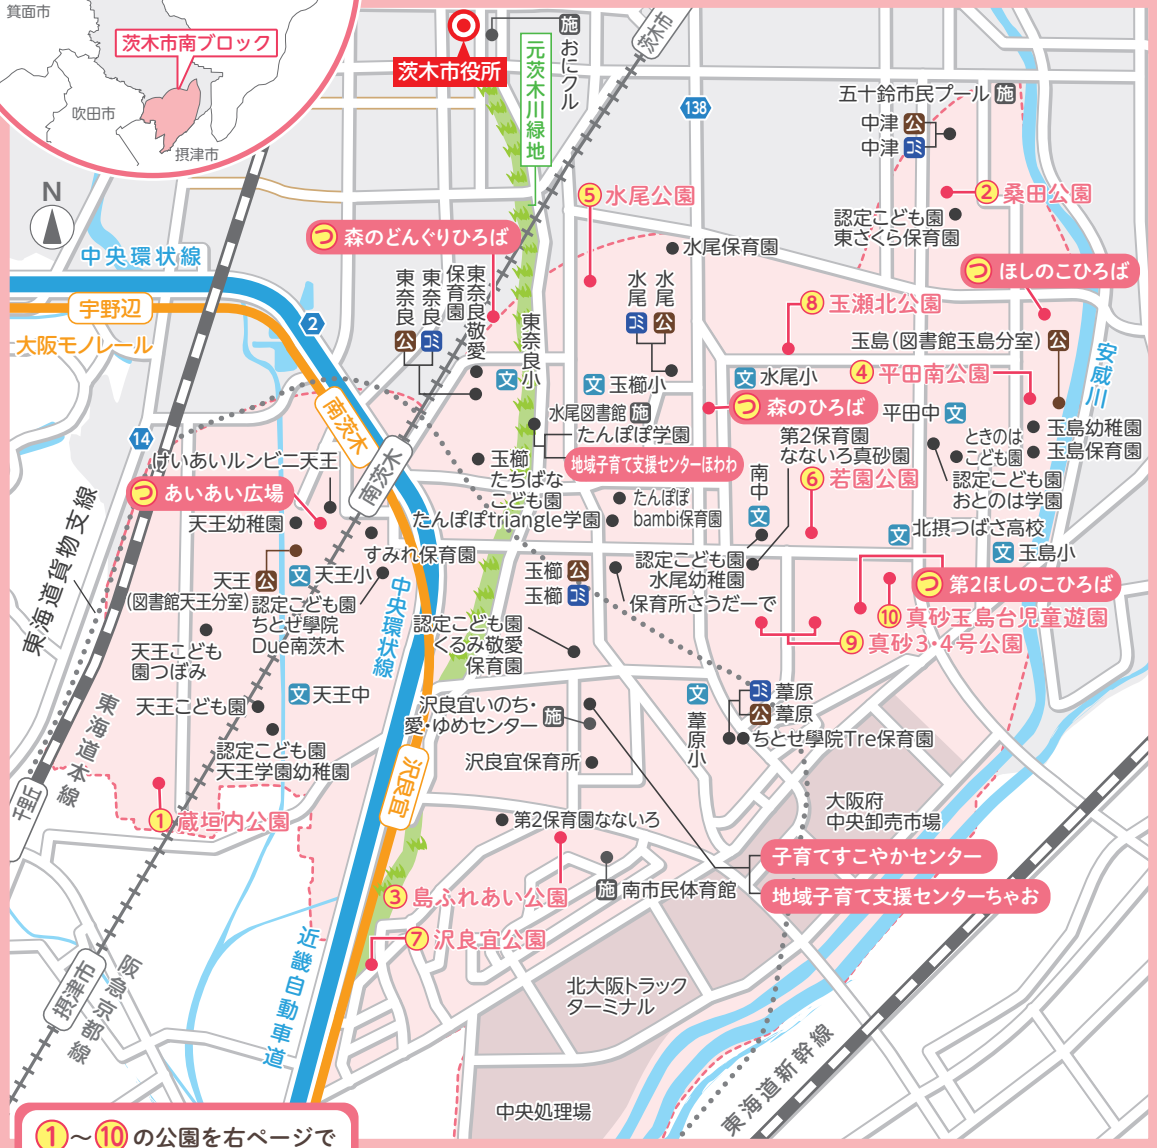 箕面市
茨木市南ブロック
吹田市
摂津市
N
茨木市役所
施
おにクル
元茨木川緑地
茨木市
138
五十鈴市民プール 施
中津 公
中津 コミ
② 桑田公園
認定こども園
東さくら保育園
⑤ 水尾公園
つ 森のどんぐりひろば
水尾保育園
つ ほしのこひろば
中央環状線
宇野辺
大阪モノレール
2
東奈良 公
東奈良 コミ
東奈良敬愛
保育園
東奈良小
文
水尾 コミ
水尾 公
⑧ 玉瀬北公園
玉島(図書館玉島分室) 公
安威川
文 玉櫛小
文 水尾小
④ 平田南公園
つ 森のひろば
平田中 文
玉島幼稚園
玉島保育園
南茨木
南茨木
14
水尾図書館 施
たんぽぽ学園
地域子育て支援センターほわわ
第2保育園
なないろ真砂園
ときのは
こども園
認定こども園
おとのは学園
けいあいルンビニ天王
つ あいあい広場
天王幼稚園
玉櫛
たちばな
こども園
たんぽぽtriangle学園
たんぽぽ
bambi保育園
南中
文
⑥ 若園公園
文 北摂つばさ高校
文 玉島小
すみれ保育園
天王 公
(図書館天王分室)
文 天王小
認定こども園
ちとせ學院
Due南茨木
中央環状線
玉櫛 公
玉櫛 コミ
認定こども園
水尾幼稚園
保育所さうだーで
つ 第2ほしのこひろば
⑩ 真砂玉島台児童遊園
⑨ 真砂3・4号公園
東海道貨物支線
天王こども
園つぼみ
認定こども園
くるみ敬愛
保育園
文 天王中
天王こども園
認定こども園
天王学園幼稚園
沢良宜いのち・
愛・ゆめセンター 施
文
葦原小
コミ 葦原
公 葦原
ちとせ學院Tre保育園
沢良宜保育所
沢良宜
東海道本線
千里丘
① 蔵垣内公園
大阪府
中央卸売市場
第2保育園なないろ
子育てすこやかセンター
地域子育て支援センターちゃお
施 南市民体育館
③ 島ふれあい公園
⑦ 沢良宜公園
近畿自動車道
摂津市
阪急京都線
北大阪トラック
ターミナル
東海道新幹線
中央処理場
①～⑩の公園を右ページで